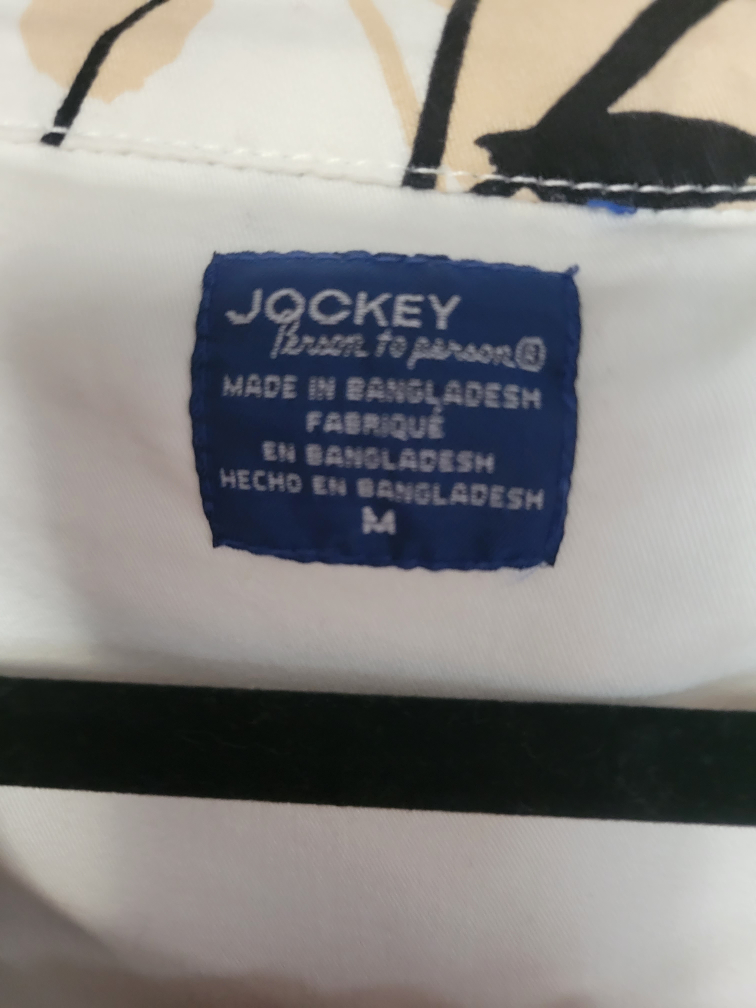 JOCKEY
Person to person®
MADE IN BANGLADESH
FABRIQUÉ
EN BANGLADESH
HECHO EN BANGLADESH
M